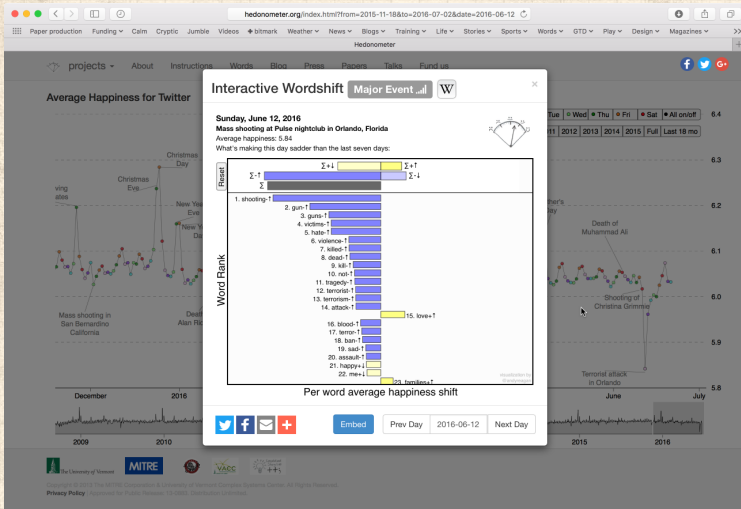 hedonometer.org/index.html?from=2015-11-18&to=2016-07-02&date=2016-06-12
Paper production Funding Calm Cryptic Jumble Videos bitmark Weather News Blogs Training Life Stories Sports Words GTD Play Design Magazines
Hedonometer
projects About Instructions Words Blog Press Papers Talks Fund us
Average Happiness for Twitter
Interactive Wordshift Major Event W ×
Sunday, June 12, 2016
Mass shooting at Pulse nightclub in Orlando, Florida
Average happiness: 5.84
What's making this day sadder than the last seven days:
Reset
Σ+↓ Σ+↑
Σ-↑ Σ-↓
Σ
1. shooting-↑
2. gun-↑
3. guns-↑
4. victims-↑
5. hate-↑
6. violence-↑
7. killed-↑
8. dead-↑
9. kill-↑
10. not-↑
11. tragedy-↑
12. terrorist-↑
13. terrorism-↑
14. attack-↑
15. love+↑
16. blood-↑
17. terror-↑
18. ban-↑
19. sad-↑
20. assault-↑
21. happy+↓
22. me+↓
23. families+↑
Word Rank
Per word average happiness shift
Embed Prev Day 2016-06-12 Next Day
Tue Wed Thu Fri Sat All on/off
2012 2013 2014 2015 Full Last 18 mo
6.4
6.3
6.2
6.1
6.0
5.9
5.8
Christmas
Day
Christmas
Eve
New Year
Eve
Mass shooting in
San Bernardino
California
Death of
Muhammad Ali
Shooting of
Christina Grimmie
Terrorist attack
in Orlando
December 2016 June July
2009 2010 2015 2016
The University of Vermont MITRE VACC
Privacy Policy